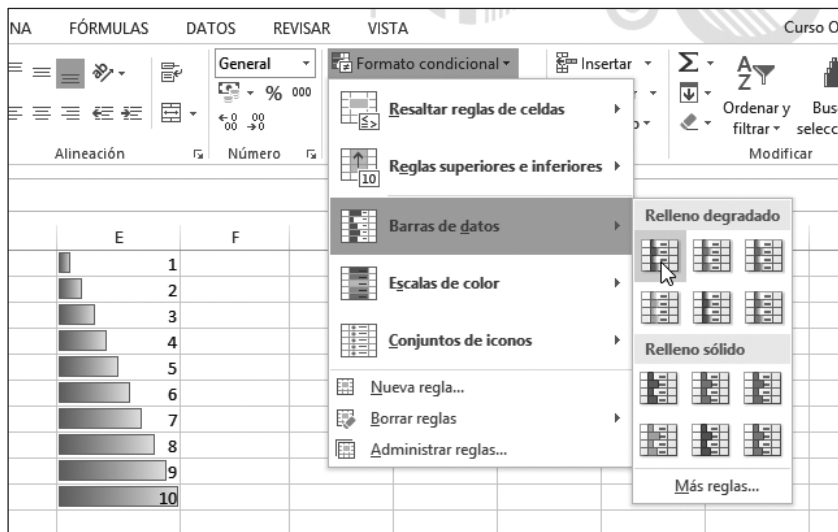 NA FÓRMULAS DATOS REVISAR VISTA Curso O
General Formato condicional Insertar Σ A Z
% 000
Ordenar y filtrar
Bus
selecc
Alineación Número Modificar
Resaltar reglas de celdas
Reglas superiores e inferiores
10
Barras de datos
Escalas de color
Conjuntos de iconos
Nueva regla...
Borrar reglas
Administrar reglas...
Relleno degradado
Relleno sólido
Más reglas...
E F
1
2
3
4
5
6
7
8
9
10